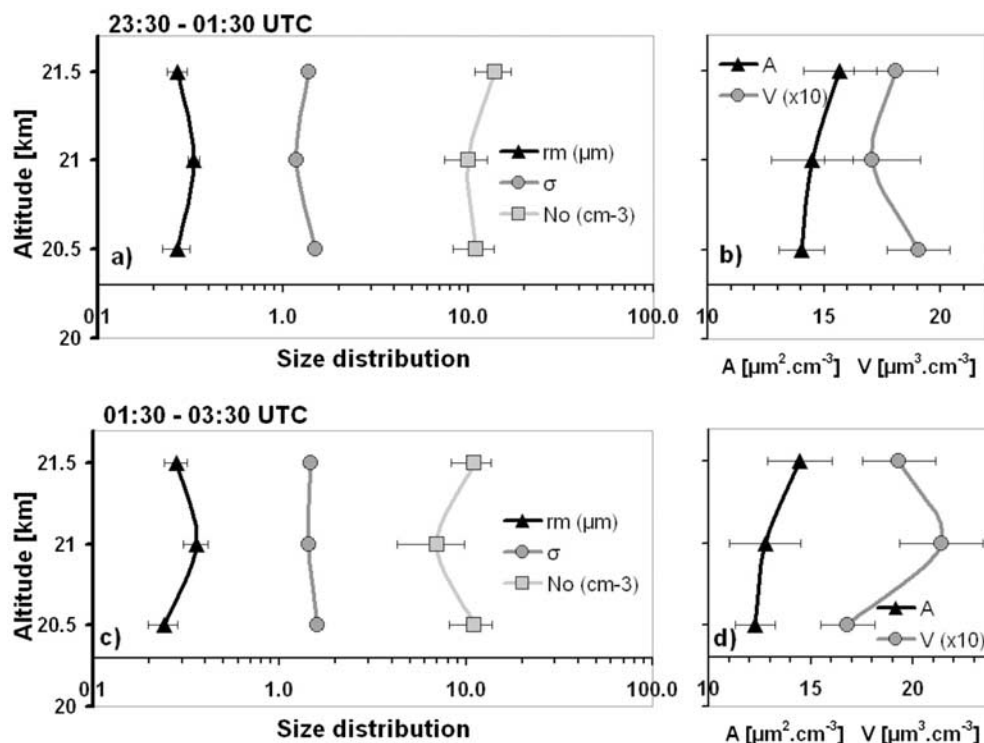 23:30 - 01:30 UTC
Altitude [km]
21.5
21
20.5
20
a)
rm (µm)
σ
No (cm-3)
0.1 1.0 10.0 100.0
Size distribution
A
V (x10)
b)
10 15 20
A [µm².cm⁻³] V [µm³.cm⁻³]
01:30 - 03:30 UTC
Altitude [km]
21.5
21
20.5
20
c)
rm (µm)
σ
No (cm-3)
0.1 1.0 10.0 100.0
Size distribution
d)
A
V (x10)
10 15 20
A [µm².cm⁻³] V [µm³.cm⁻³]